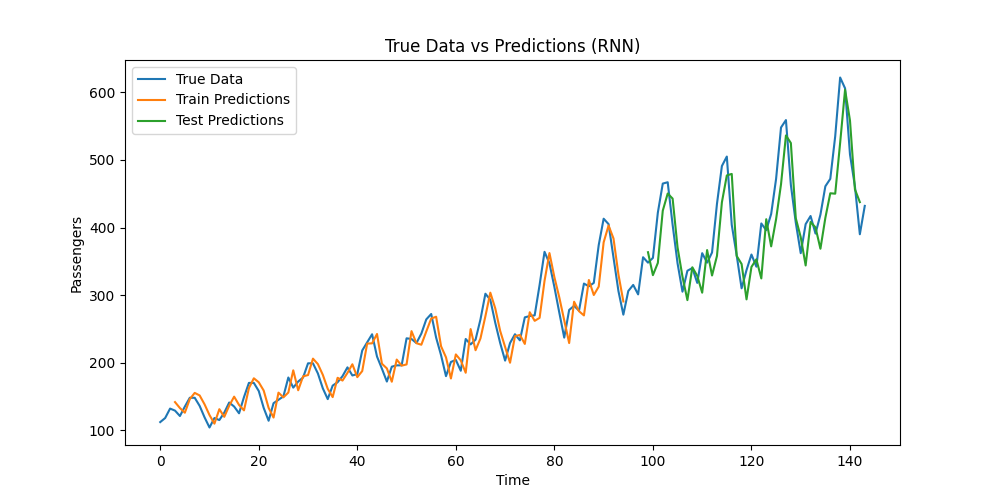 True Data vs Predictions (RNN)
True Data
Train Predictions
Test Predictions
Passengers
600
500
400
300
200
100
0 20 40 60 80 100 120 140
Time